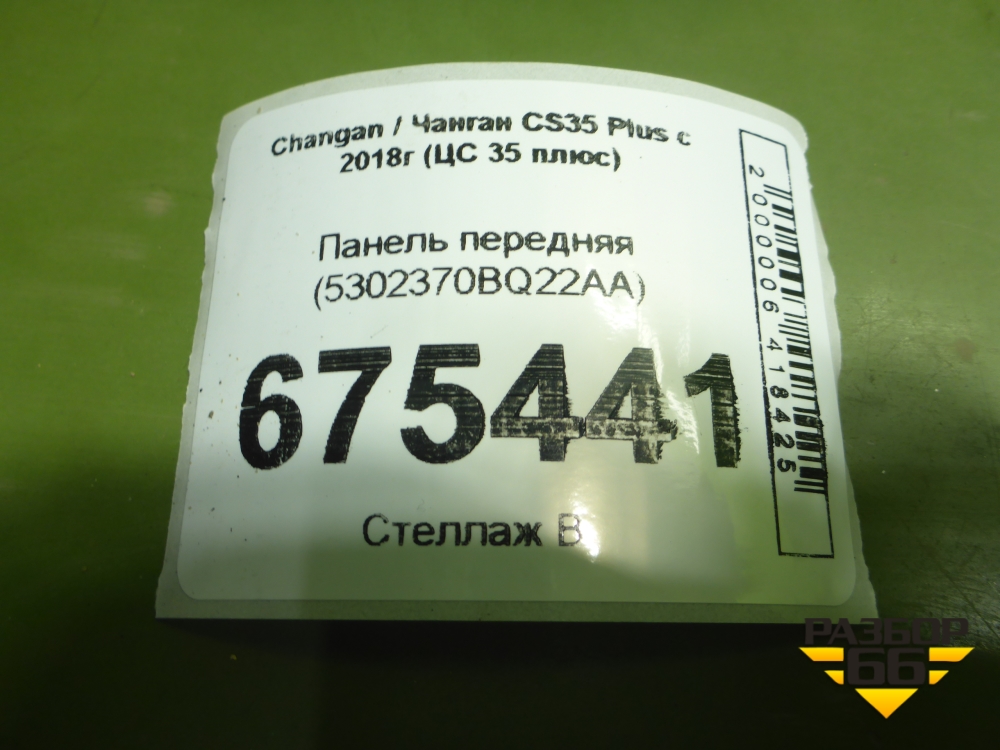 Changan / Чанган CS35 Plus с
2018г (ЦС 35 плюс)
Панель передняя
(5302370BQ22AA)
675441
Стеллаж В
2000006418425
РАЗБОР
66